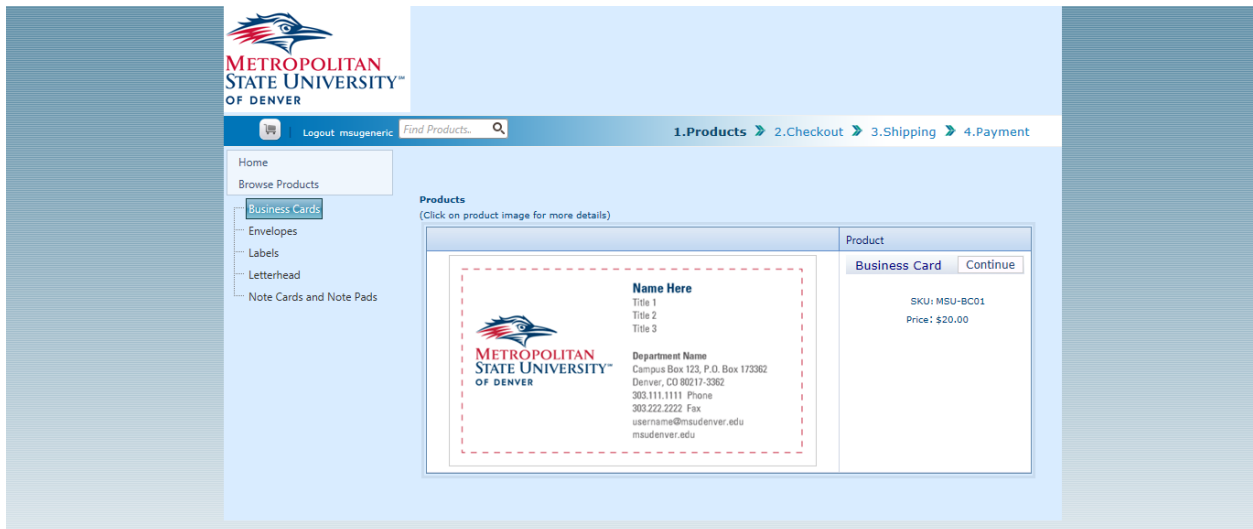 METROPOLITAN
STATE UNIVERSITY℠
OF DENVER
Logout msugeneric Find Products.. 1.Products 2.Checkout 3.Shipping 4.Payment
Home
Browse Products
Business Cards
Envelopes
Labels
Letterhead
Note Cards and Note Pads
Products
(Click on product image for more details)
Product
Business Card Continue
SKU: MSU-BC01
Price: $20.00
METROPOLITAN
STATE UNIVERSITY℠
OF DENVER
Name Here
Title 1
Title 2
Title 3
Department Name
Campus Box 123, P.O. Box 173362
Denver, CO 80217-3362
303.111.1111 Phone
303.222.2222 Fax
username@msudenver.edu
msudenver.edu